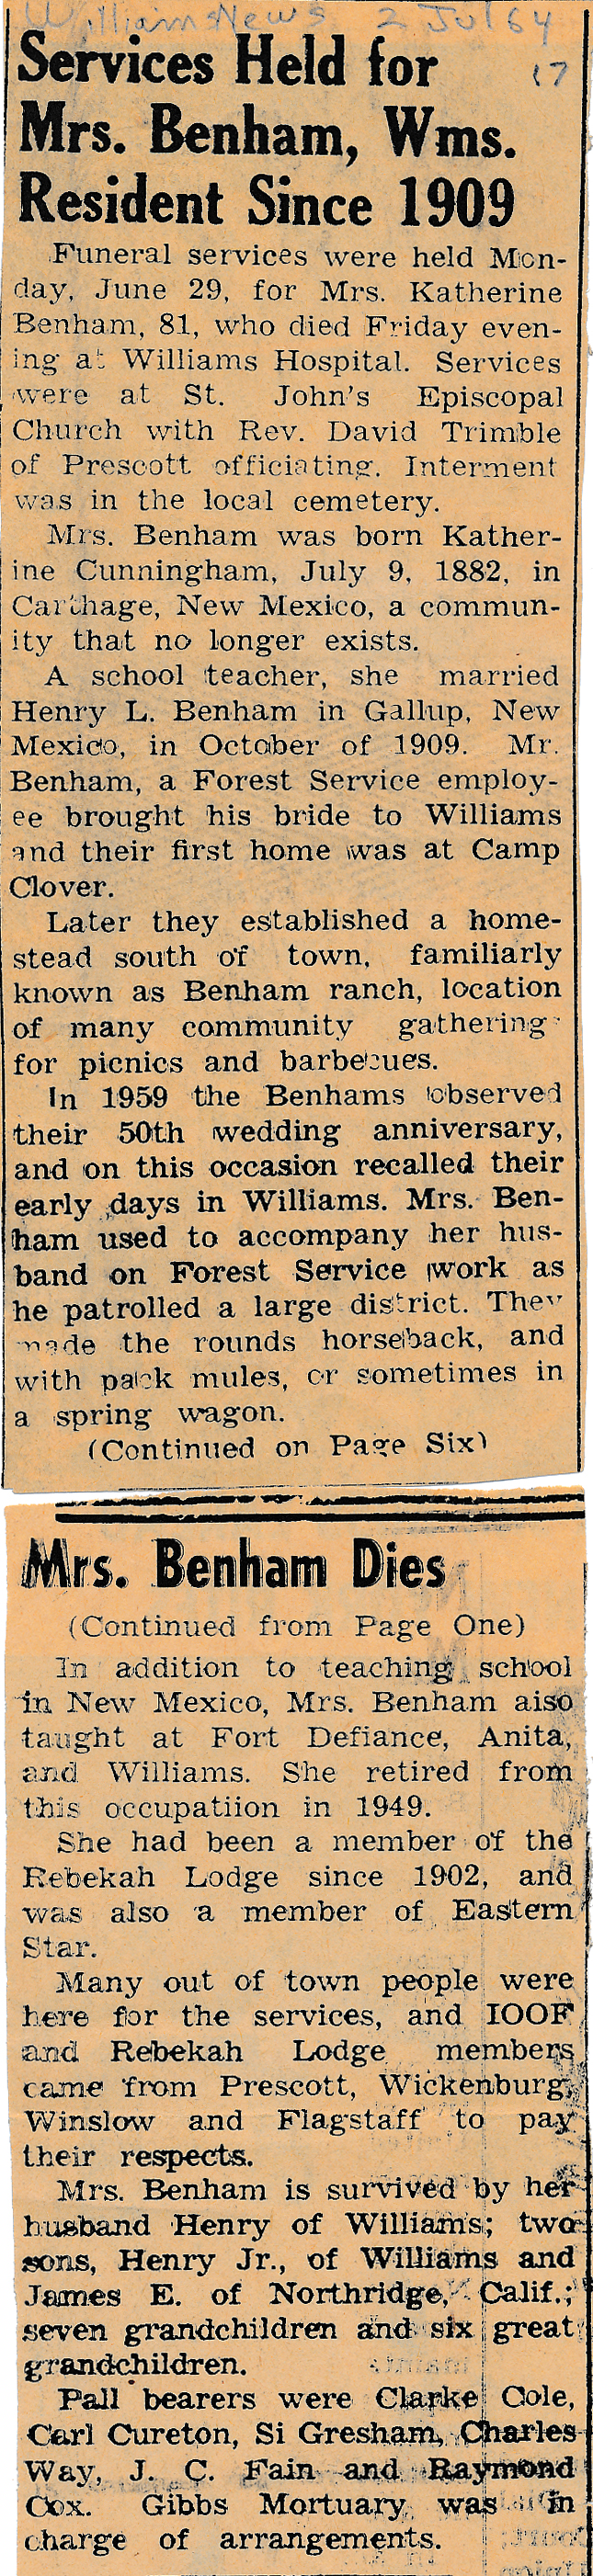 Williams News 2 Jul 64
17
Services Held for
Mrs. Benham, Wms.
Resident Since 1909
Funeral services were held Mon-
day, June 29, for Mrs. Katherine
Benham, 81, who died Friday even-
ing at Williams Hospital. Services
were at St. John's Episcopal
Church with Rev. David Trimble
of Prescott officiating. Interment
was in the local cemetery.
Mrs. Benham was born Kather-
ine Cunningham, July 9, 1882, in
Carthage, New Mexico, a commun-
ity that no longer exists.
A school teacher, she married
Henry L. Benham in Gallup, New
Mexico, in October of 1909. Mr.
Benham, a Forest Service employ-
ee brought his bride to Williams
and their first home was at Camp
Clover.
Later they established a home-
stead south of town, familiarly
known as Benham ranch, location
of many community gatherings
for picnics and barbecues.
In 1959 the Benhams observed
their 50th wedding anniversary,
and on this occasion recalled their
early days in Williams. Mrs. Ben-
ham used to accompany her hus-
band on Forest Service work as
he patrolled a large district. They
made the rounds horseback, and
with pack mules, or sometimes in
a spring wagon.
(Continued on Page Six)
Mrs. Benham Dies
(Continued from Page One)
In addition to teaching school
in New Mexico, Mrs. Benham also
taught at Fort Defiance, Anita,
and Williams. She retired from
this occupatiion in 1949.
She had been a member of the
Rebekah Lodge since 1902, and
was also a member of Eastern
Star.
Many out of town people were
here for the services, and IOOF
and Rebekah Lodge members
came from Prescott, Wickenburg,
Winslow and Flagstaff to pay
their respects.
Mrs. Benham is survived by her
husband Henry of Williams; two
sons, Henry Jr., of Williams and
James E. of Northridge, Calif.;
seven grandchildren and six great
grandchildren.
Pall bearers were Clarke Cole,
Carl Cureton, Si Gresham, Charles
Way, J. C. Fain and Raymond
Cox. Gibbs Mortuary was in
charge of arrangements.